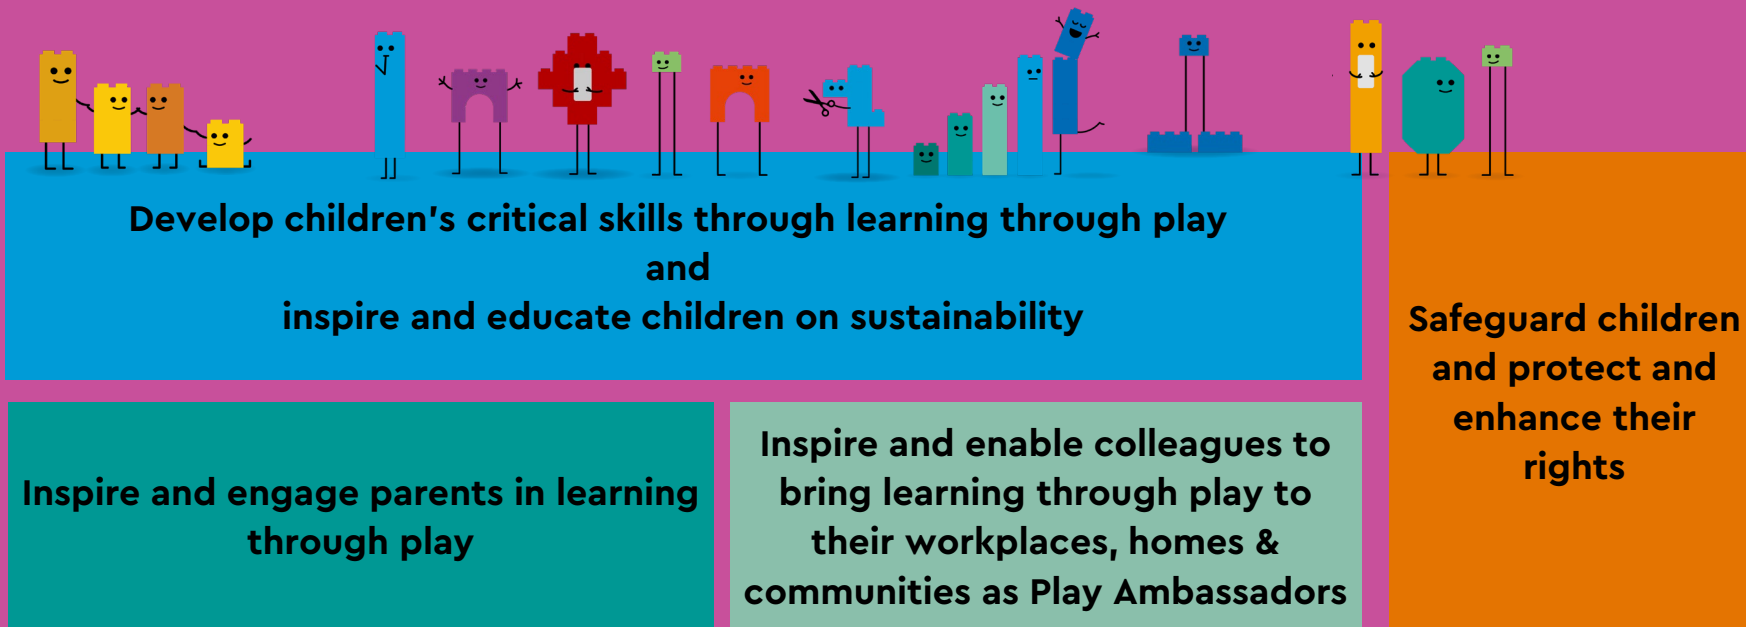 Develop children's critical skills through learning through play
and
inspire and educate children on sustainability
Safeguard children
and protect and
enhance their
rights
Inspire and engage parents in learning
through play
Inspire and enable colleagues to
bring learning through play to
their workplaces, homes &
communities as Play Ambassadors